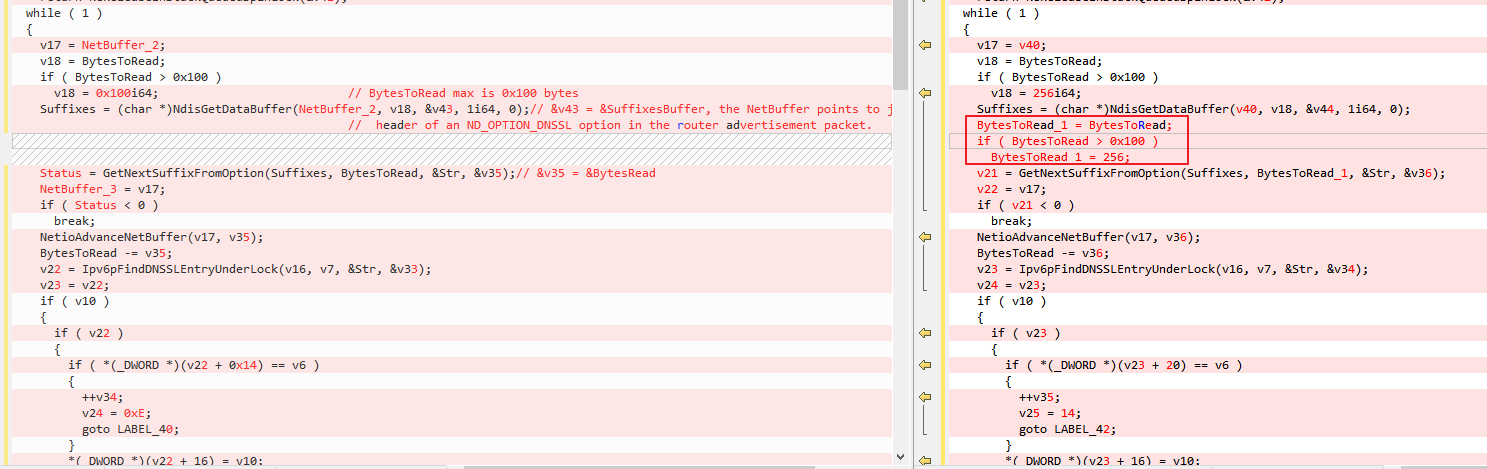 while ( 1 )
{
v17 = NetBuffer_2;
v18 = BytesToRead;
if ( BytesToRead > 0x100 )
v18 = 0x100i64; // BytesToRead max is 0x100 bytes
Suffixes = (char *)NdisGetDataBuffer(NetBuffer_2, v18, &v43, 1i64, 0);// &v43 = &SuffixesBuffer, the NetBuffer points to j
// header of an ND_OPTION_DNSSL option in the router advertisement packet.
Status = GetNextSuffixFromOption(Suffixes, BytesToRead, &Str, &v35);// &v35 = &BytesRead
NetBuffer_3 = v17;
if ( Status < 0 )
break;
NetioAdvanceNetBuffer(v17, v35);
BytesToRead -= v35;
v22 = Ipv6pFindDNSSLEntryUnderLock(v16, v7, &Str, &v33);
v23 = v22;
if ( v10 )
{
if ( v22 )
{
if ( *(_DWORD *)(v22 + 0x14) == v6 )
{
++v34;
v24 = 0xE;
goto LABEL_40;
}
*(_DWORD *)(v22 + 16) = v10;
while ( 1 )
{
v17 = v40;
v18 = BytesToRead;
if ( BytesToRead > 0x100 )
v18 = 256i64;
Suffixes = (char *)NdisGetDataBuffer(v40, v18, &v44, 1i64, 0);
BytesToRead_1 = BytesToRead;
if ( BytesToRead > 0x100 )
BytesToRead_1 = 256;
v21 = GetNextSuffixFromOption(Suffixes, BytesToRead_1, &Str, &v36);
v22 = v17;
if ( v21 < 0 )
break;
NetioAdvanceNetBuffer(v17, v36);
BytesToRead -= v36;
v23 = Ipv6pFindDNSSLEntryUnderLock(v16, v7, &Str, &v34);
v24 = v23;
if ( v10 )
{
if ( v23 )
{
if ( *(_DWORD *)(v23 + 20) == v6 )
{
++v35;
v25 = 14;
goto LABEL_42;
}
*(_DWORD *)(v23 + 16) = v10;